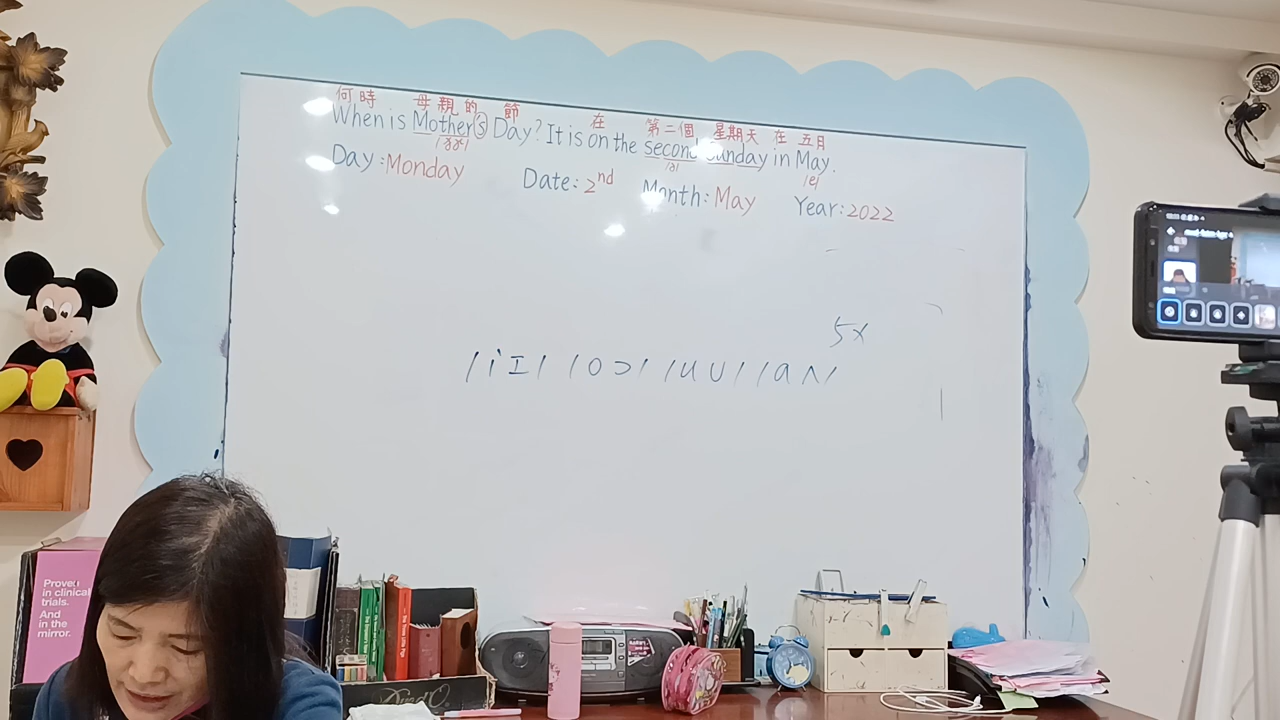 何時 母親的 節 在 第二個 星期天 在 五月
When is Mother's Day? It is on the second Sunday in May.
/ə/ /e/
Day:Monday Date:2nd Month:May Year:2022
5x
/i I/ /o ɔ/ /u U/ /a ʌ/
Proven
in clinical
trials.
And
in the
mirror.